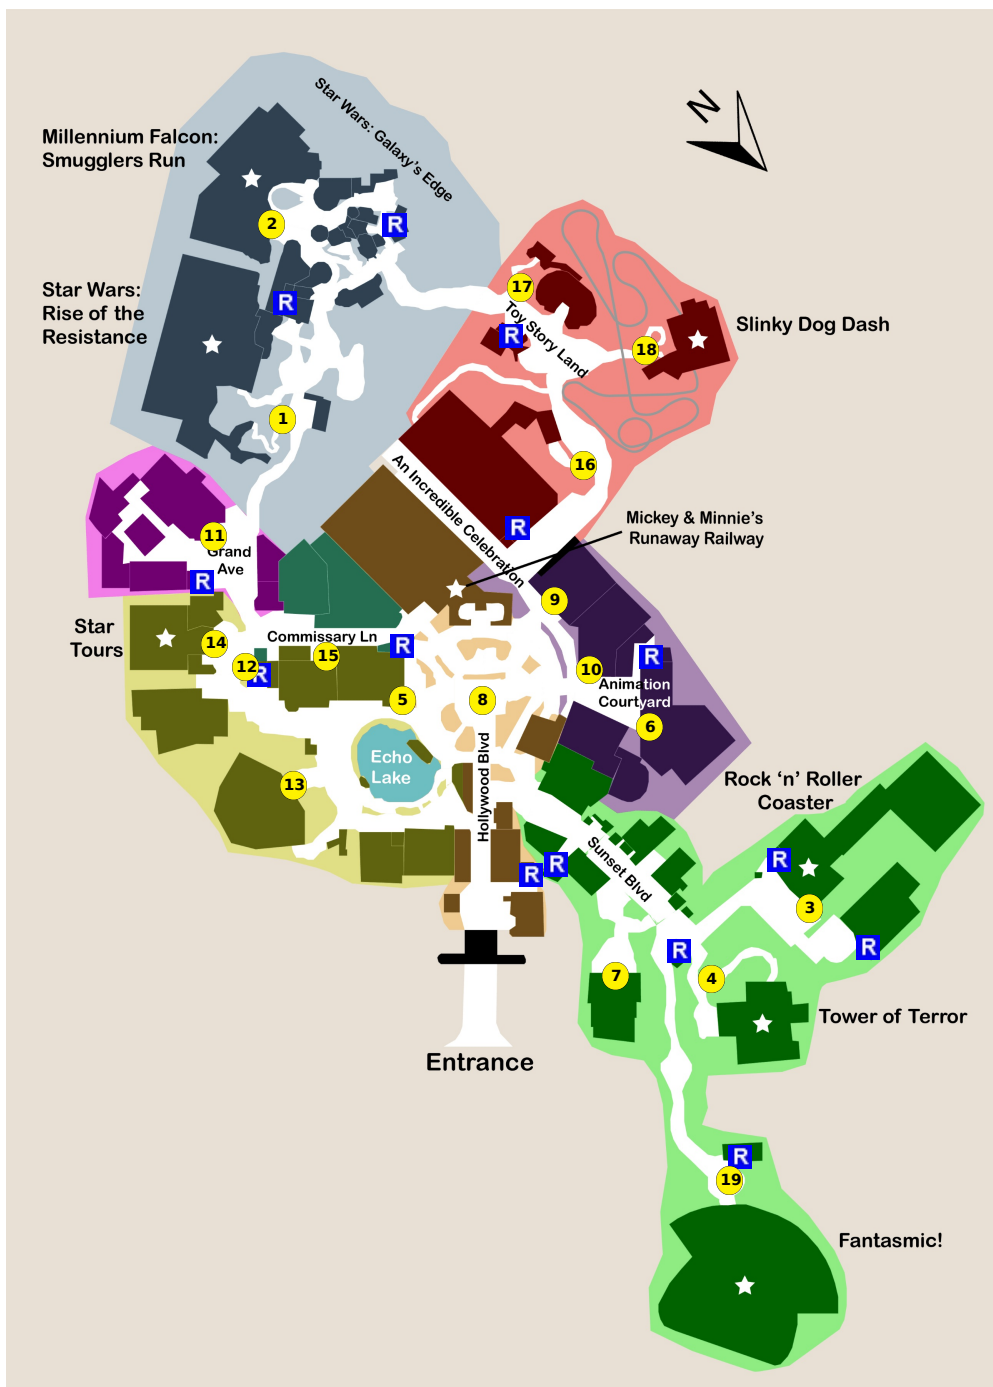 Star Wars: Galaxy's Edge
N
Millennium Falcon:
Smugglers Run
2
R
Star Wars:
Rise of the
Resistance
R
17
Toy Story Land
R
18
Slinky Dog Dash
1
16
An Incredible Celebration
R
Mickey & Minnie's
Runaway Railway
11
Grand
Ave
R
9
Star
Tours
14
Commissary Ln
R
15
12
R
10
R
Animation
Courtyard
5
8
6
Echo
Lake
Hollywood Blvd
13
Rock 'n' Roller
Coaster
Sunset Blvd
R
R
R
3
R
R
7
4
Tower of Terror
Entrance
R
19
Fantasmic!